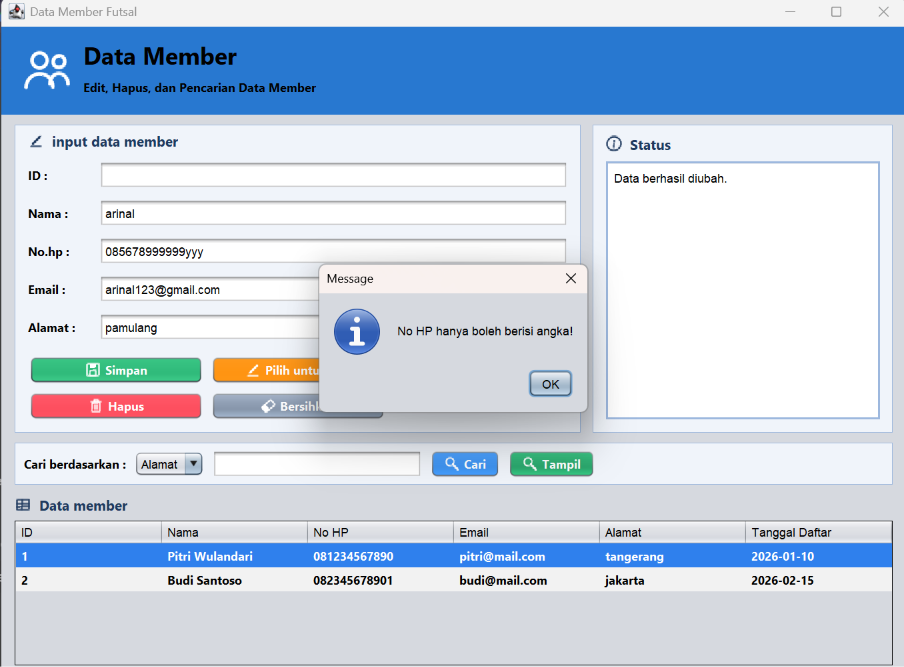 Data Member Futsal
Data Member
Edit, Hapus, dan Pencarian Data Member
input data member
ID :
Nama : arinal
No.hp : 085678999999yyy
Email : arinal123@gmail.com
Alamat : pamulang
Simpan Pilih untu
Hapus Bersih
Status
Data berhasil diubah.
Message
No HP hanya boleh berisi angka!
OK
Cari berdasarkan : Alamat Cari Tampil
Data member
ID Nama No HP Email Alamat Tanggal Daftar
1 Pitri Wulandari 081234567890 pitri@mail.com tangerang 2026-01-10
2 Budi Santoso 082345678901 budi@mail.com jakarta 2026-02-15